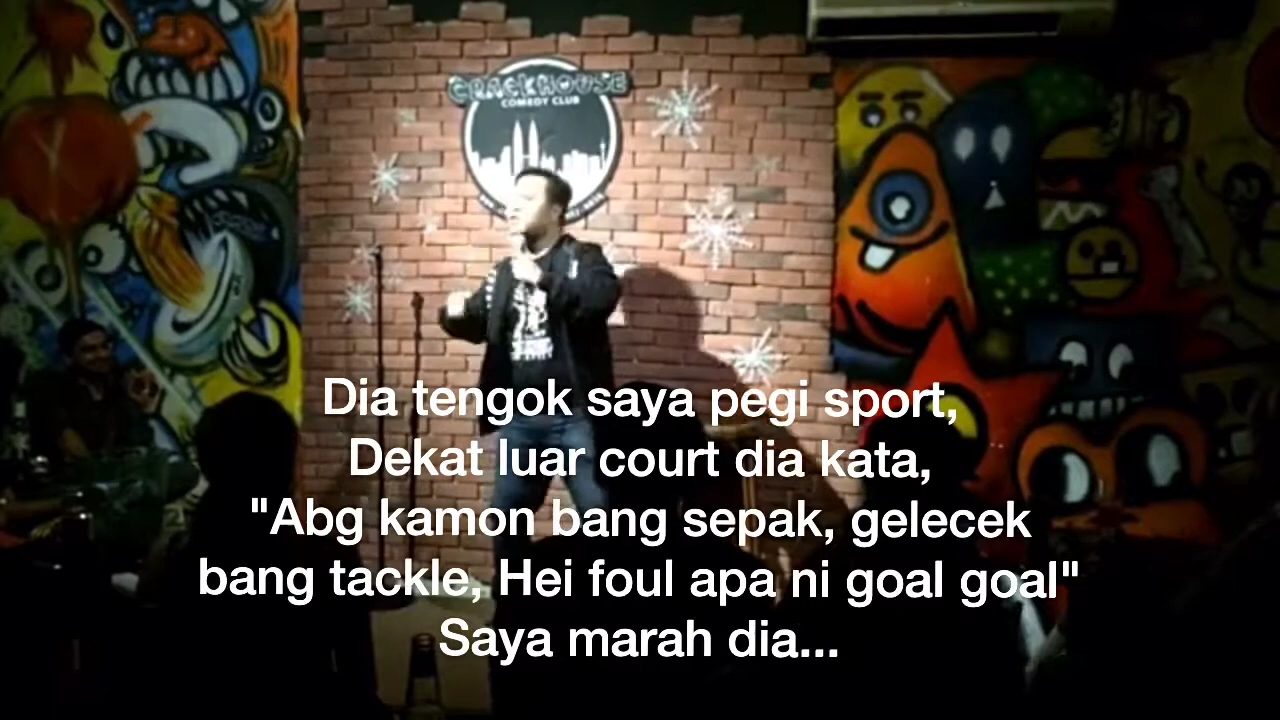 CRACKHOUSE
COMEDY CLUB
Dia tengok saya pegi sport,
Dekat luar court dia kata,
"Abg kamon bang sepak, gelecek
bang tackle, Hei foul apa ni goal goal"
Saya marah dia...